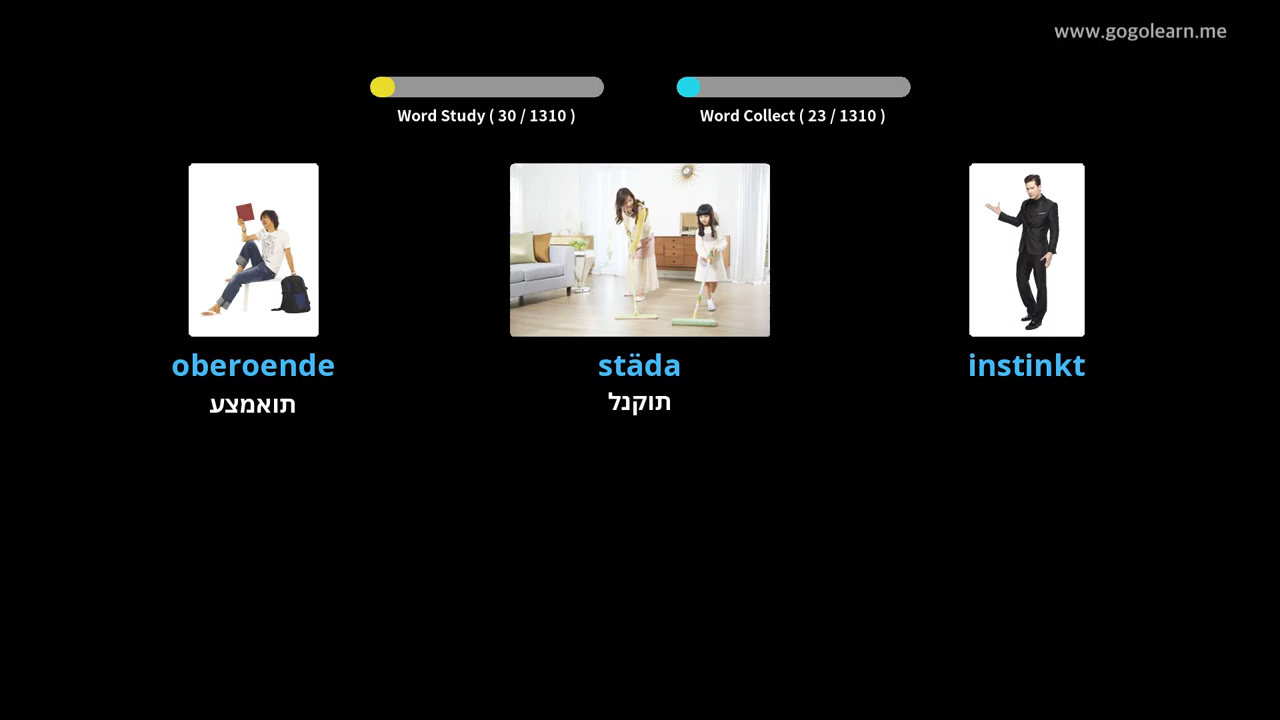 www.gogolearn.me
Word Study ( 30 / 1310 )
Word Collect ( 23 / 1310 )
oberoende
תואמצע
städa
תוקנל
instinkt